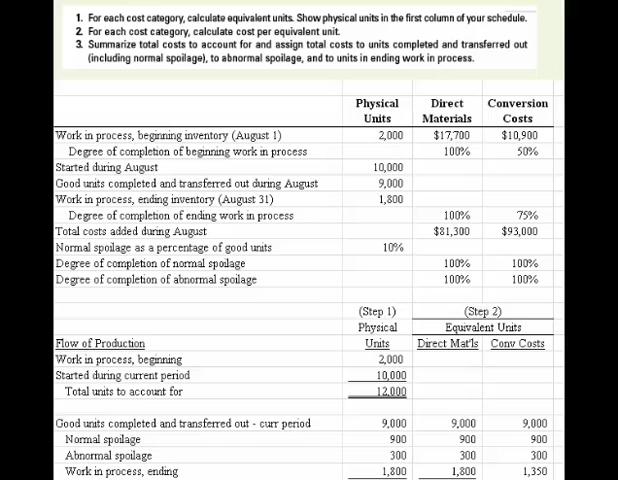 1. For each cost category, calculate equivalent units. Show physical units in the first column of your schedule.
2. For each cost category, calculate cost per equivalent unit.
3. Summarize total costs to account for and assign total costs to units completed and transferred out
(including normal spoilage), to abnormal spoilage, and to units in ending work in process.
Physical Direct Conversion
Units Materials Costs
Work in process, beginning inventory (August 1) 2,000 $17,700 $10,900
Degree of completion of beginning work in process 100% 50%
Started during August 10,000
Good units completed and transferred out during August 9,000
Work in process, ending inventory (August 31) 1,800
Degree of completion of ending work in process 100% 75%
Total costs added during August $81,300 $93,000
Normal spoilage as a percentage of good units 10%
Degree of completion of normal spoilage 100% 100%
Degree of completion of abnormal spoilage 100% 100%
(Step 1) (Step 2)
Physical Equivalent Units
Flow of Production Units Direct Mat'ls Conv Costs
Work in process, beginning 2,000
Started during current period 10,000
Total units to account for 12,000
Good units completed and transferred out - curr period 9,000 9,000 9,000
Normal spoilage 900 900 900
Abnormal spoilage 300 300 300
Work in process, ending 1,800 1,800 1,350